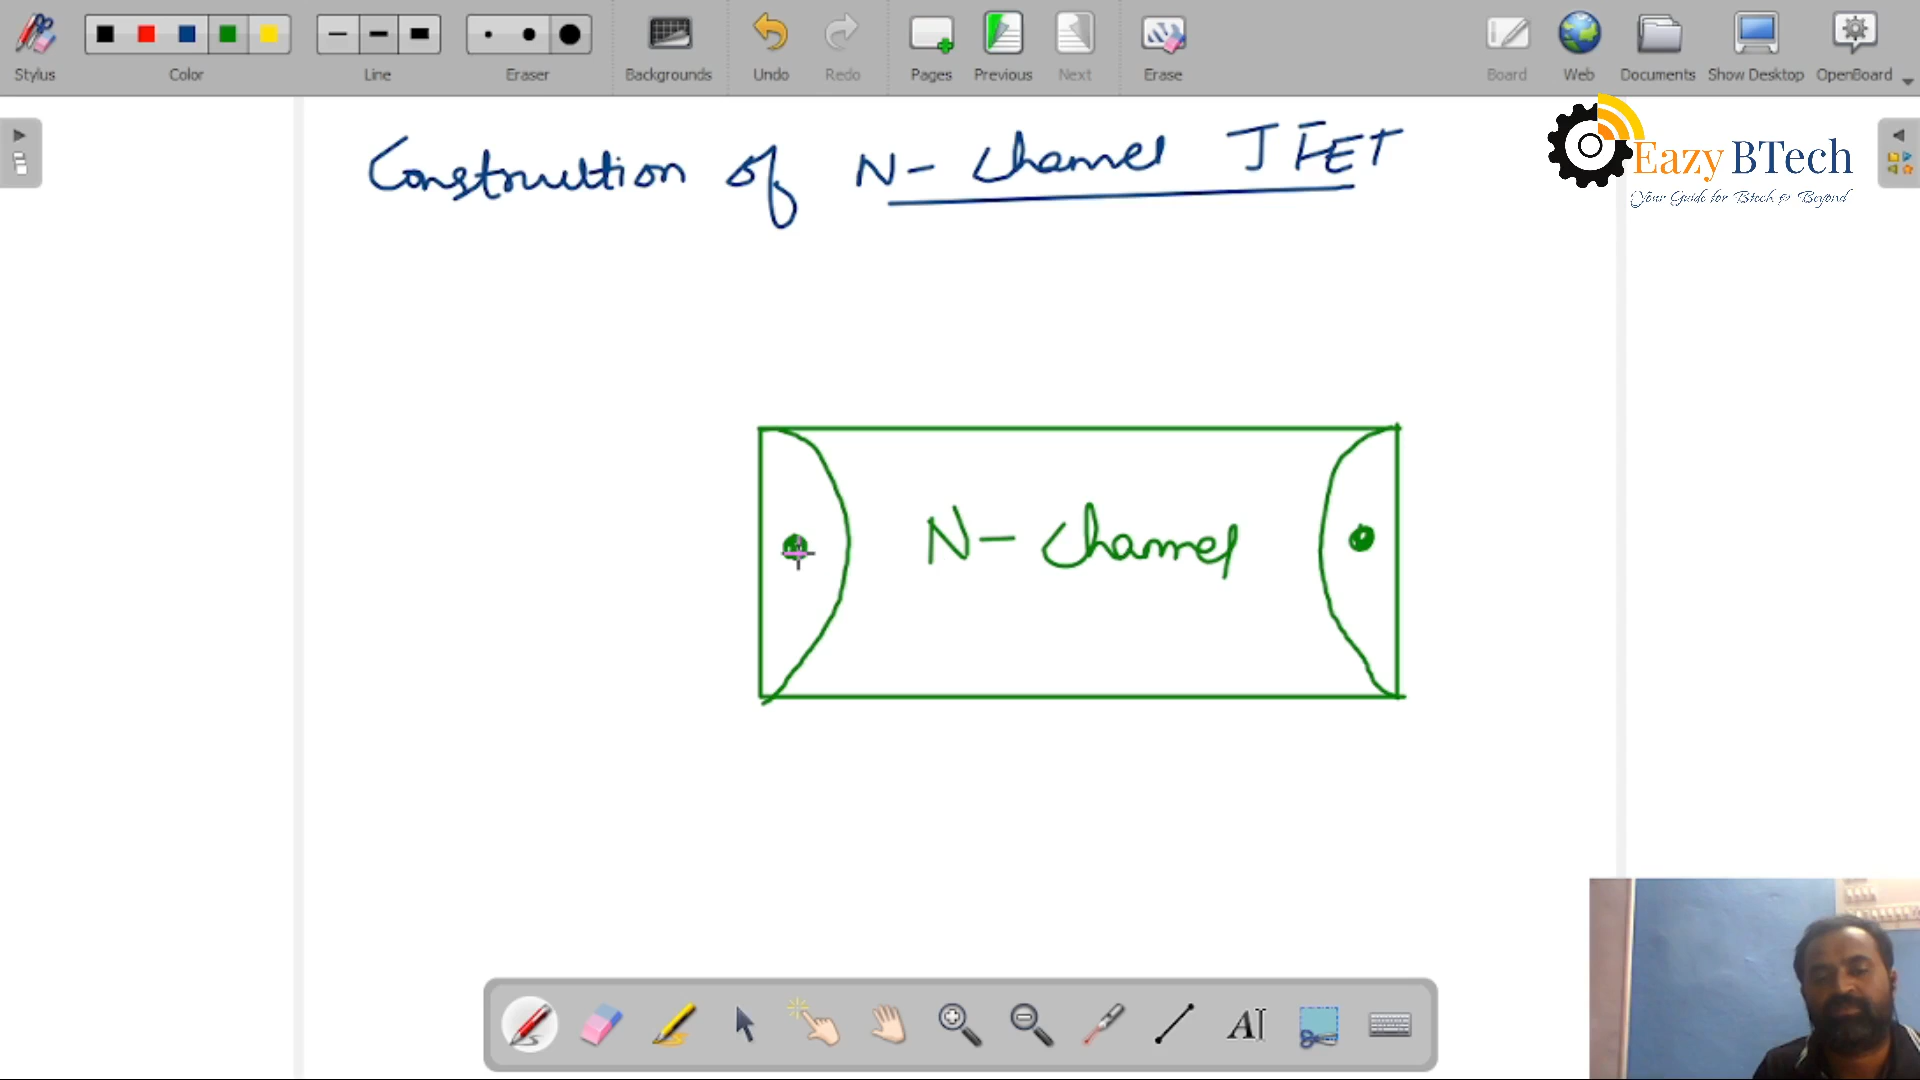 Stylus
Color
Line
Eraser
Backgrounds
Undo
Redo
Pages
Previous
Next
Erase
Board
Web
Documents
Show Desktop
OpenBoard
Construction of N- channel JFET
Eazy BTech
Your Guide for Btech & Beyond
N- channel
AI